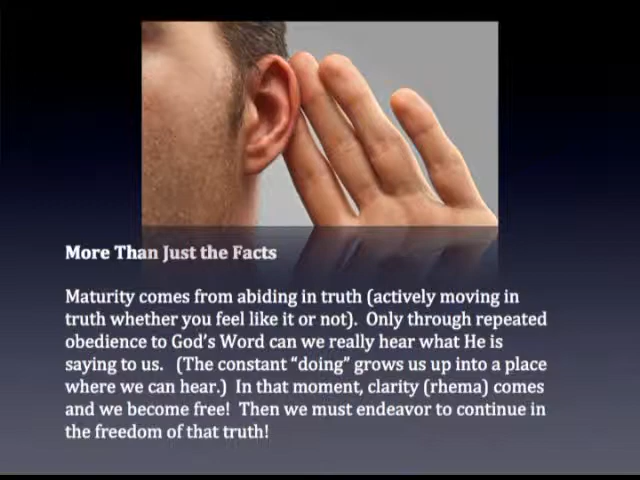 More Than Just the Facts
Maturity comes from abiding in truth (actively moving in
truth whether you feel like it or not).  Only through repeated
obedience to God's Word can we really hear what He is
saying to us.   (The constant "doing" grows us up into a place
where we can hear.)  In that moment, clarity (rhema) comes
and we become free!  Then we must endeavor to continue in
the freedom of that truth!